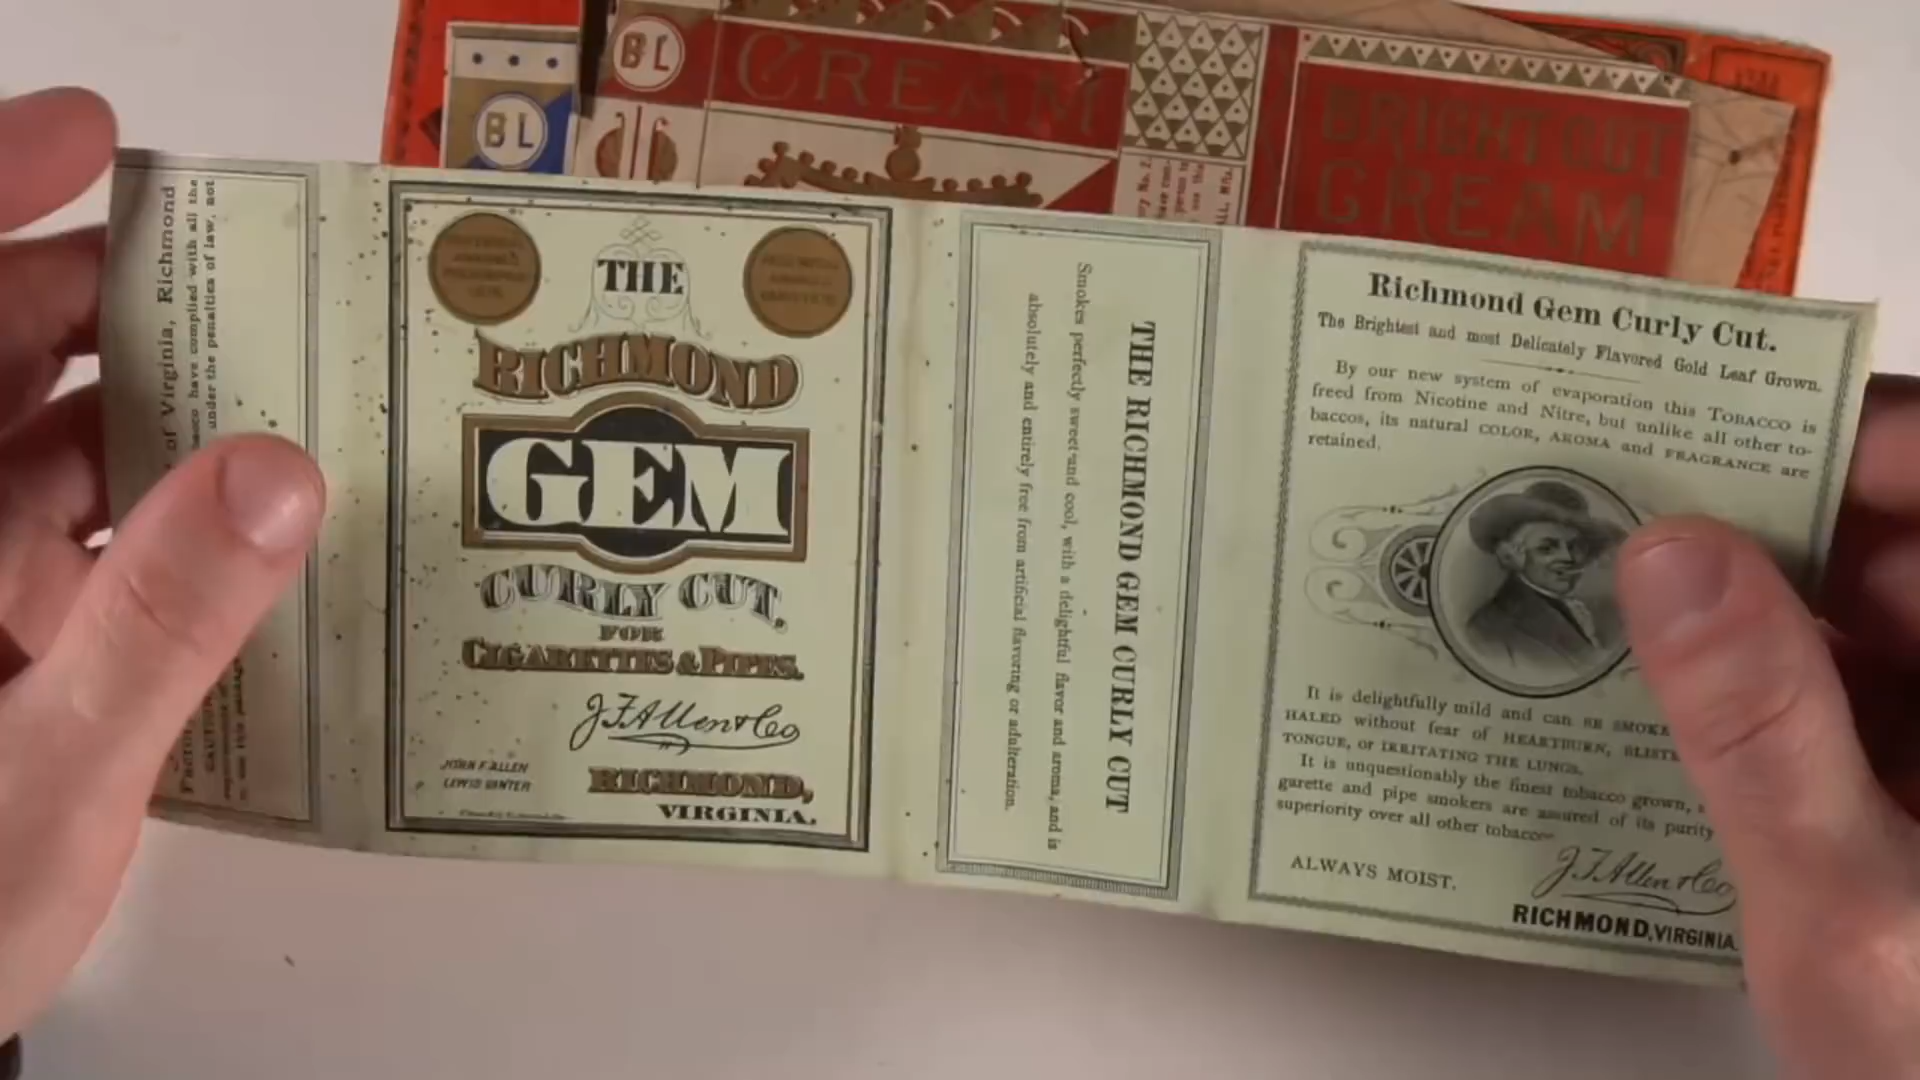 BL
BL
CREAM
BRIGHT CUT
CREAM
of Virginia, Richmond
have complied with all the
under the penalties of law, not
THE
RICHMOND
GEM
CURLY CUT.
FOR
CIGARETTES & PIPES.
J.F.Allen & Co
JOHN F. ALLEN
LEWIS GINTER
RICHMOND,
VIRGINIA.
THE RICHMOND GEM CURLY CUT
Smokes perfectly sweet and cool, with a delightful flavor and aroma, and is
absolutely and entirely free from artificial flavoring or adulteration.
Richmond Gem Curly Cut.
The Brightest and most Delicately Flavored Gold Leaf Grown.
By our new system of evaporation this TOBACCO is
freed from Nicotine and Nitre, but unlike all other to-
baccos, its natural COLOR, AROMA and FRAGRANCE are
retained.
It is delightfully mild and can BE SMOKE
HALED without fear of HEARTBURN, BLISTE
TONGUE, or IRRITATING THE LUNGS.
It is unquestionably the finest tobacco grown,
garette and pipe smokers are assured of its purity
superiority over all other tobacco
ALWAYS MOIST.
J.F.Allen & Co
RICHMOND, VIRGINIA